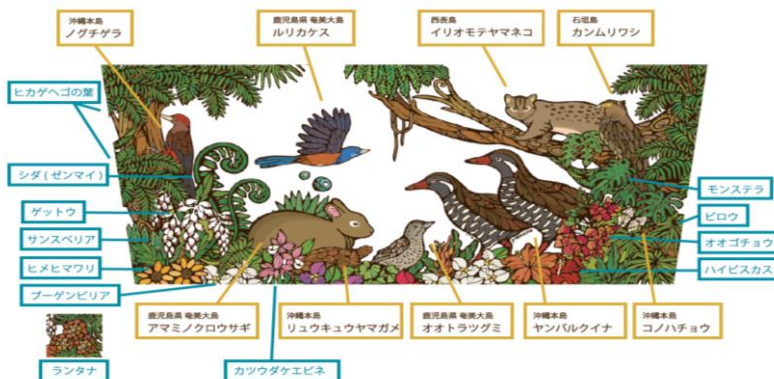 沖縄本島
ノグチゲラ
鹿児島県 奄美大島
ルリカケス
西表島
イリオモテヤマネコ
石垣島
カンムリワシ
ヒカゲヘゴの葉
シダ(ゼンマイ)
ゲットウ
サンスベリア
ヒメヒマワリ
ブーゲンビリア
モンステラ
ビロウ
オオゴチョウ
ハイビスカス
鹿児島県 奄美大島
アマミノクロウサギ
沖縄本島
リュウキュウヤマガメ
鹿児島県 奄美大島
オオトラツグミ
沖縄本島
ヤンバルクイナ
沖縄本島
コノハチョウ
ランタナ
カツウダケエビネ